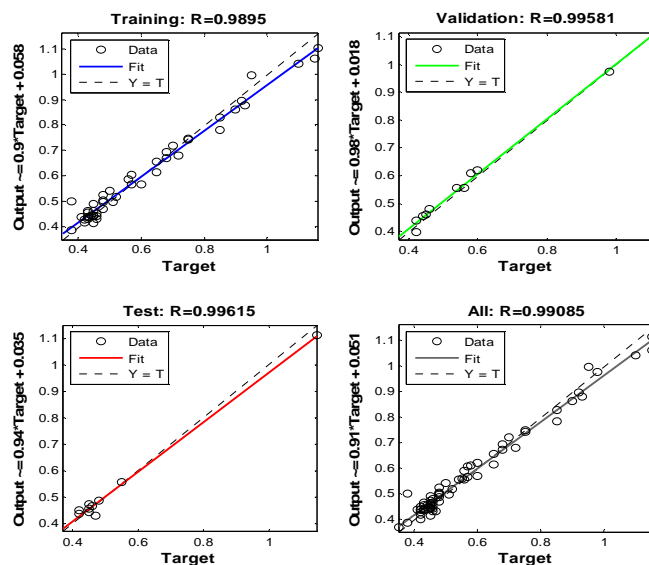 Training: R=0.9895
Output ~= 0.9*Target + 0.058
1.1
1
0.9
0.8
0.7
0.6
0.5
0.4
Data
Fit
Y = T
0.4 0.6 0.8 1
Target
Validation: R=0.99581
Output ~= 0.98*Target + 0.018
1.1
1
0.9
0.8
0.7
0.6
0.5
0.4
Data
Fit
Y = T
0.4 0.6 0.8 1
Target
Test: R=0.99615
Output ~= 0.94*Target + 0.035
1.1
1
0.9
0.8
0.7
0.6
0.5
0.4
Data
Fit
Y = T
0.4 0.6 0.8 1
Target
All: R=0.99085
Output ~= 0.91*Target + 0.051
1.1
1
0.9
0.8
0.7
0.6
0.5
0.4
Data
Fit
Y = T
0.4 0.6 0.8 1
Target